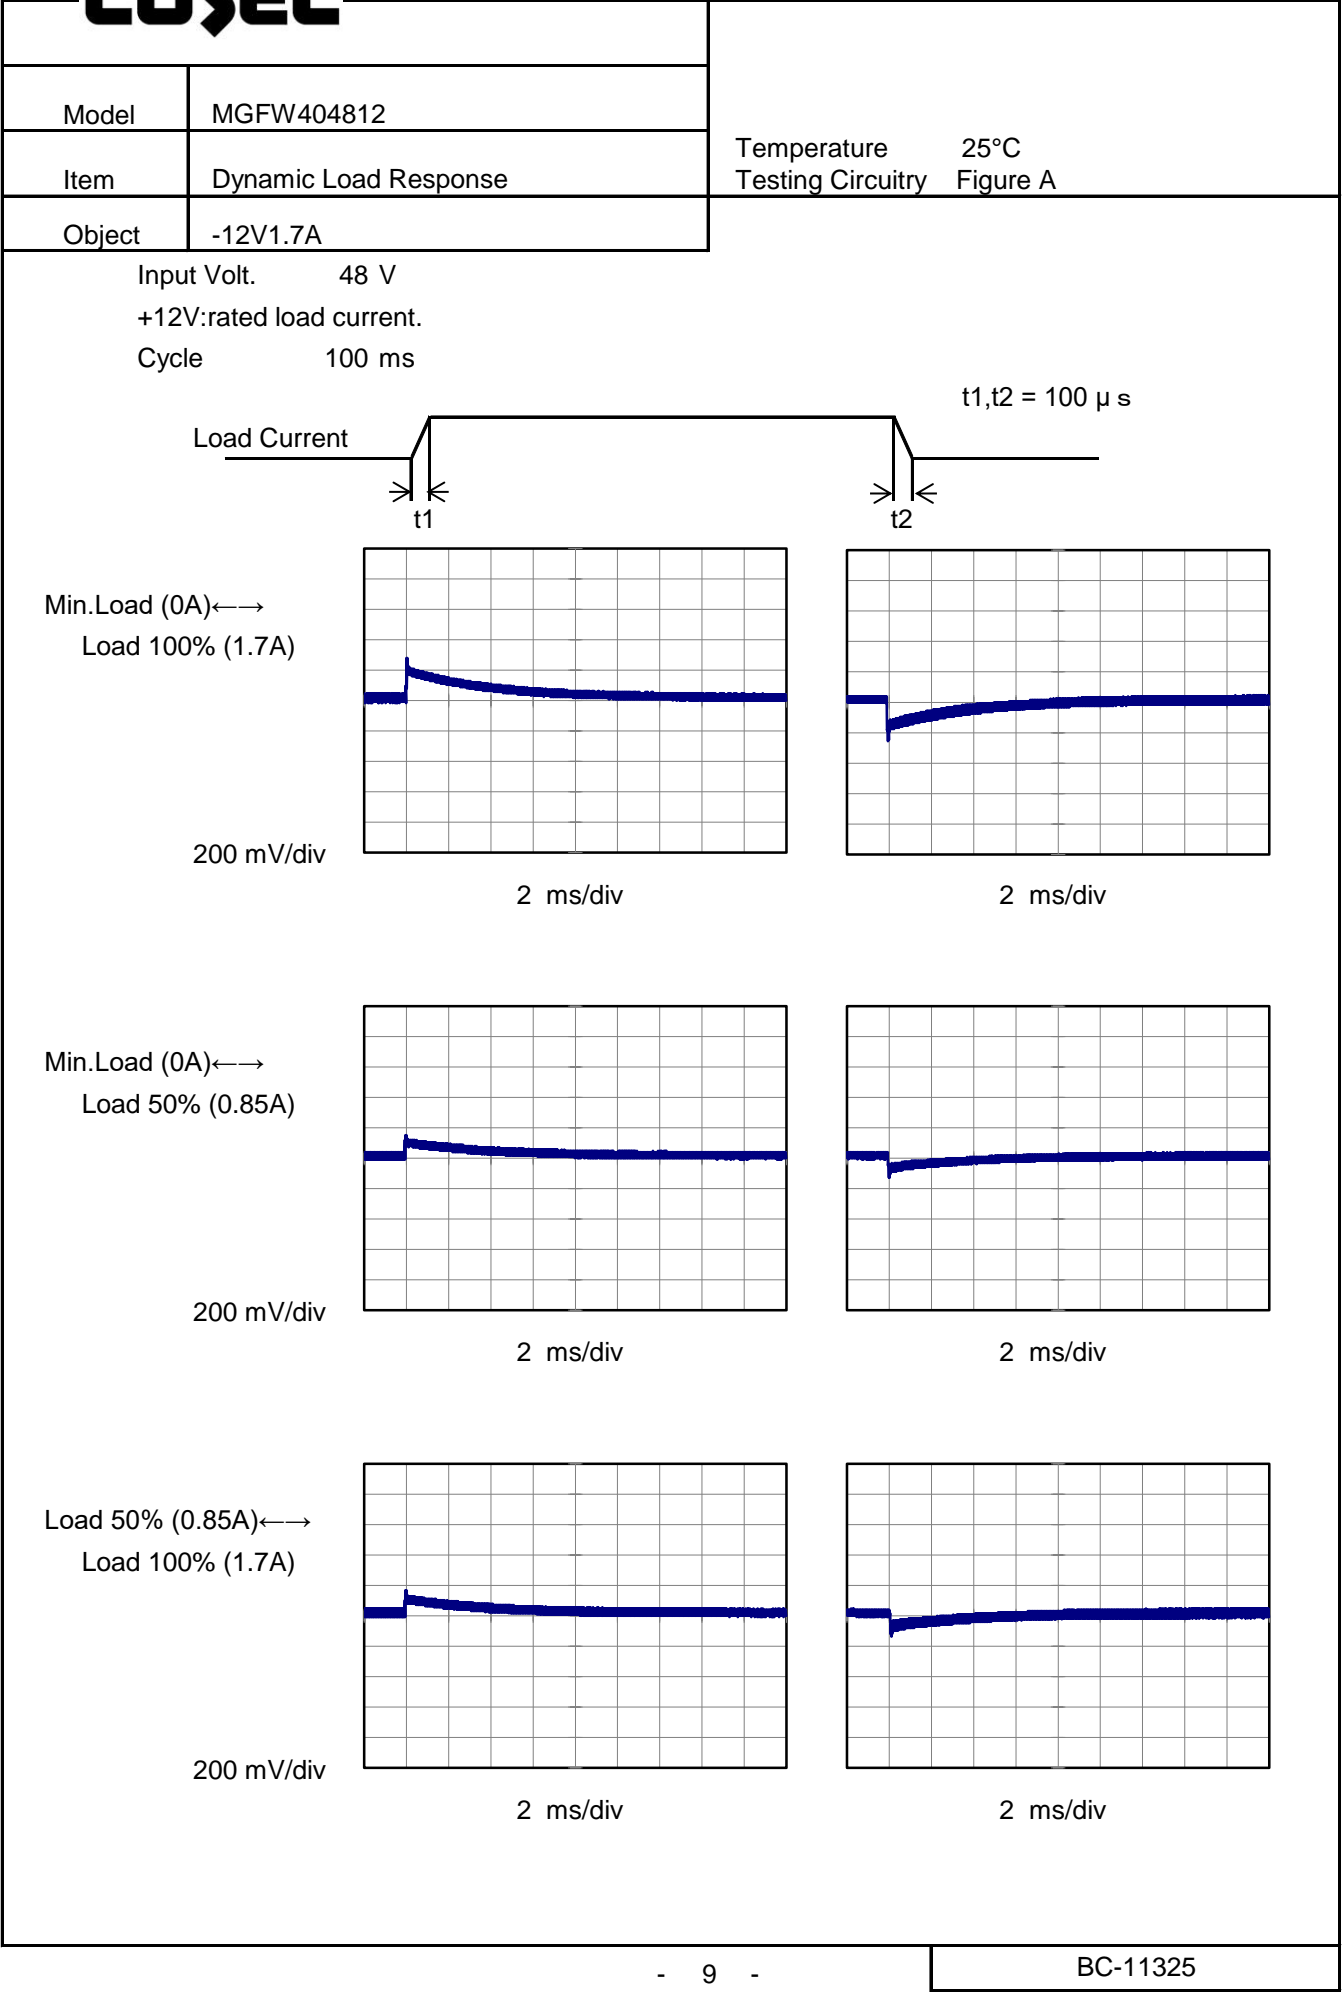 COSEL
Model MGFW404812
Item Dynamic Load Response
Temperature 25°C
Testing Circuitry Figure A
Object -12V1.7A
Input Volt. 48 V
+12V:rated load current.
Cycle 100 ms
t1,t2 = 100 μ s
Load Current
t1 t2
Min.Load (0A)←→
Load 100% (1.7A)
200 mV/div
2 ms/div 2 ms/div
Min.Load (0A)←→
Load 50% (0.85A)
200 mV/div
2 ms/div 2 ms/div
Load 50% (0.85A)←→
Load 100% (1.7A)
200 mV/div
2 ms/div 2 ms/div
- 9 -
BC-11325